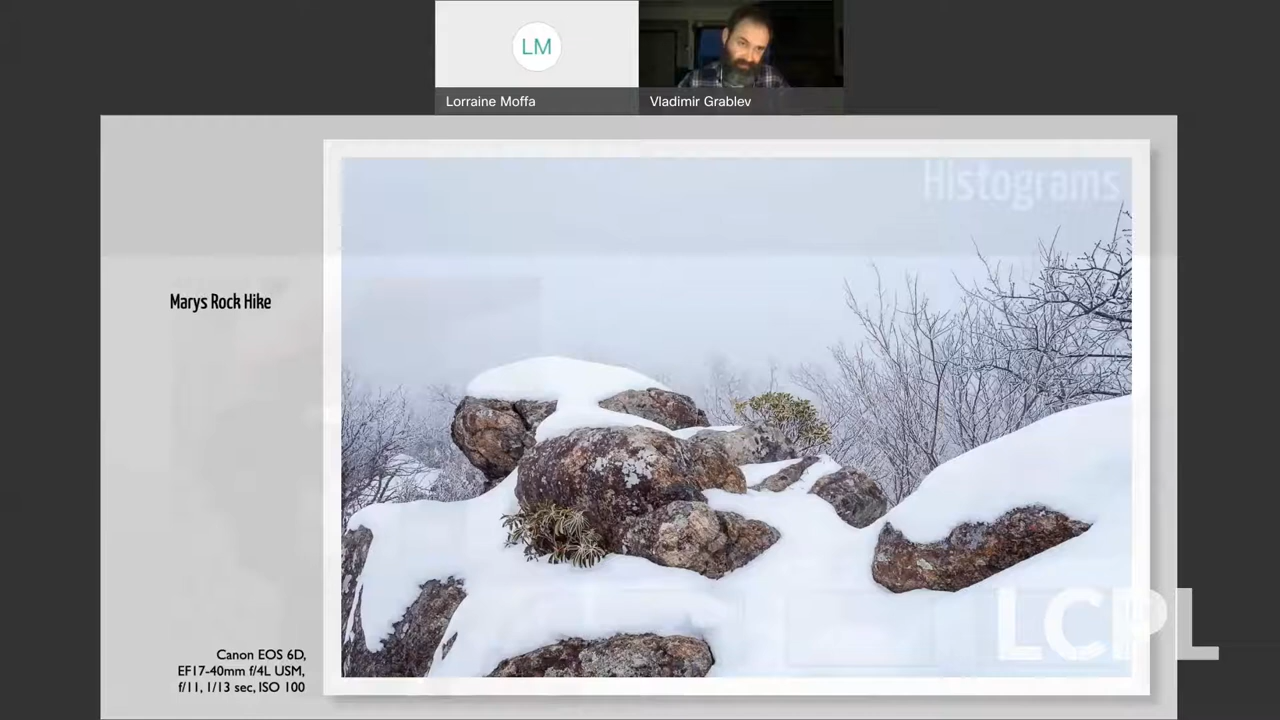 LM
Lorraine Moffa
Vladimir Grablev
Histograms
Marys Rock Hike
LCPL
Canon EOS 6D,
EF17-40mm f/4L USM,
f/11, 1/13 sec, ISO 100